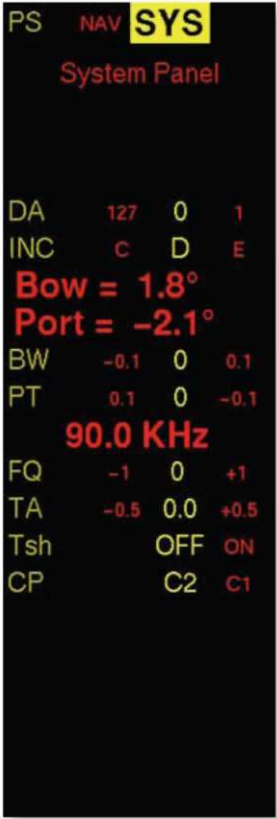 PS NAV SYS
System Panel
DA 127 0 1
INC C D E
Bow = 1.8°
Port = -2.1°
BW -0.1 0 0.1
PT 0.1 0 -0.1
90.0 KHz
FQ -1 0 +1
TA -0.5 0.0 +0.5
Tsh OFF ON
CP C2 C1